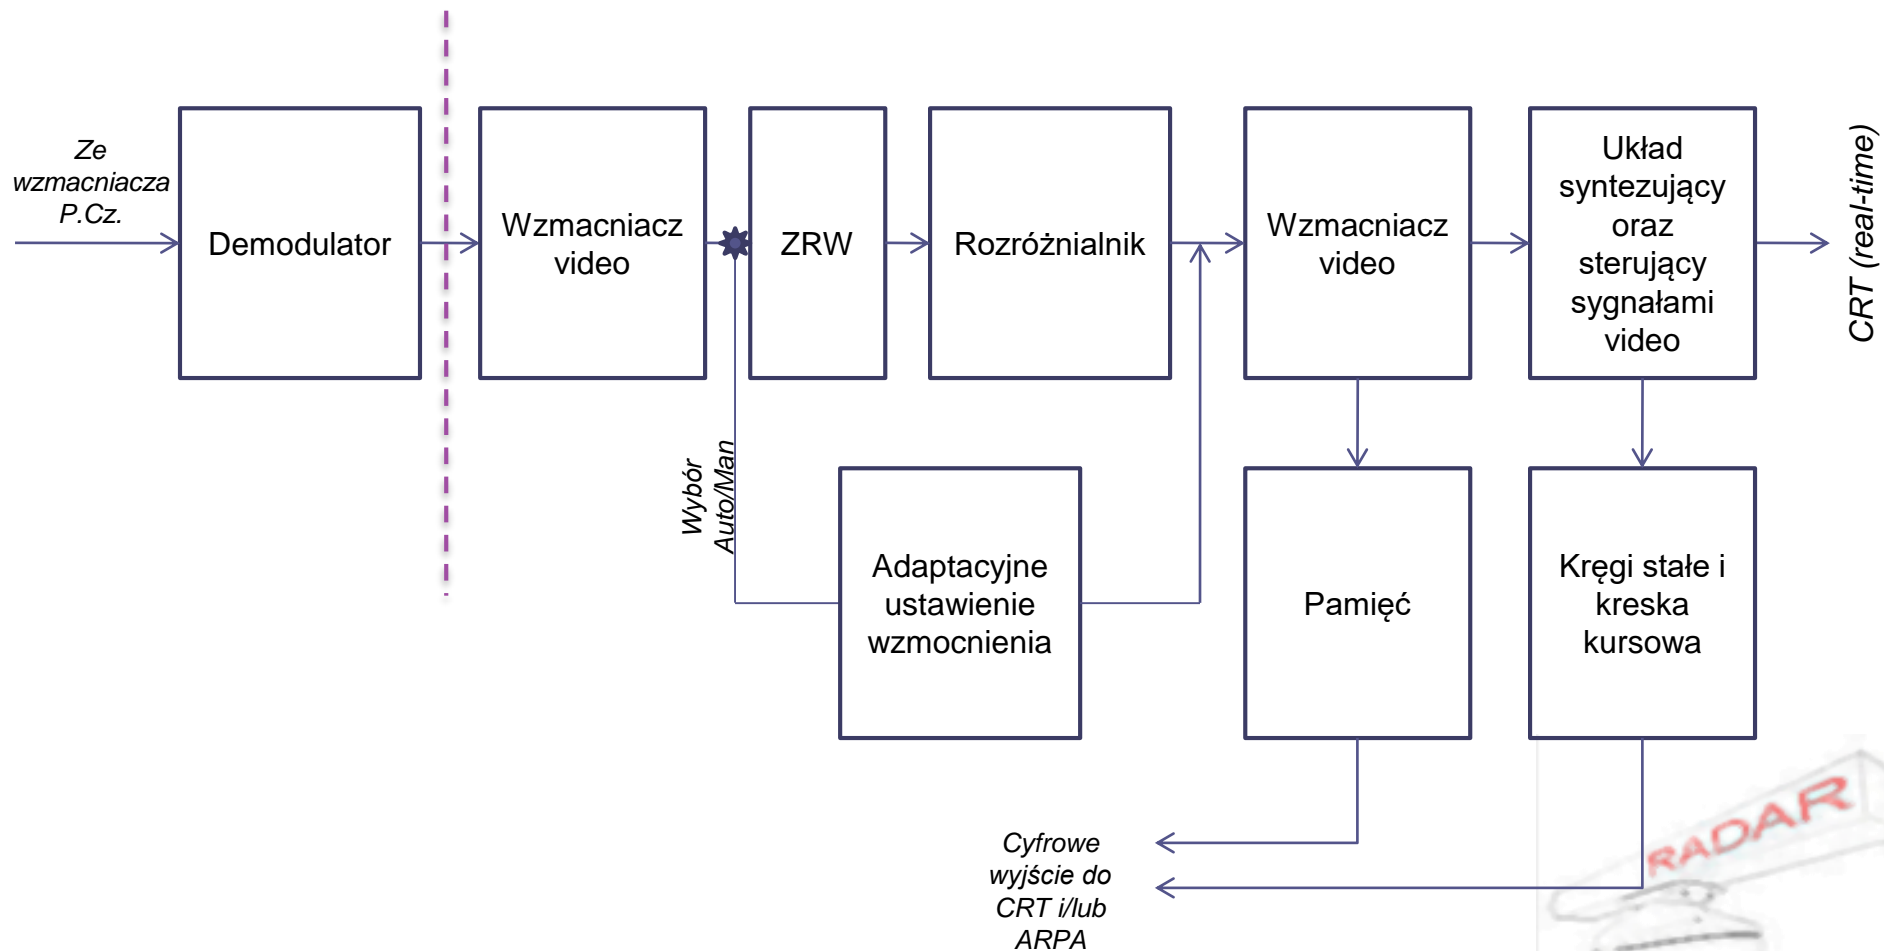 Ze
wzmacniacza
P.Cz.
Demodulator
Wzmacniacz
video
ZRW
Rozróżnialnik
Wzmacniacz
video
Układ
syntezujący
oraz
sterujący
sygnałami
video
CRT (real-time)
Wybór
Auto/Man
Adaptacyjne
ustawienie
wzmocnienia
Pamięć
Kręgi stałe i
kreska
kursowa
Cyfrowe
wyjście do
CRT i/lub
ARPA
RADAR